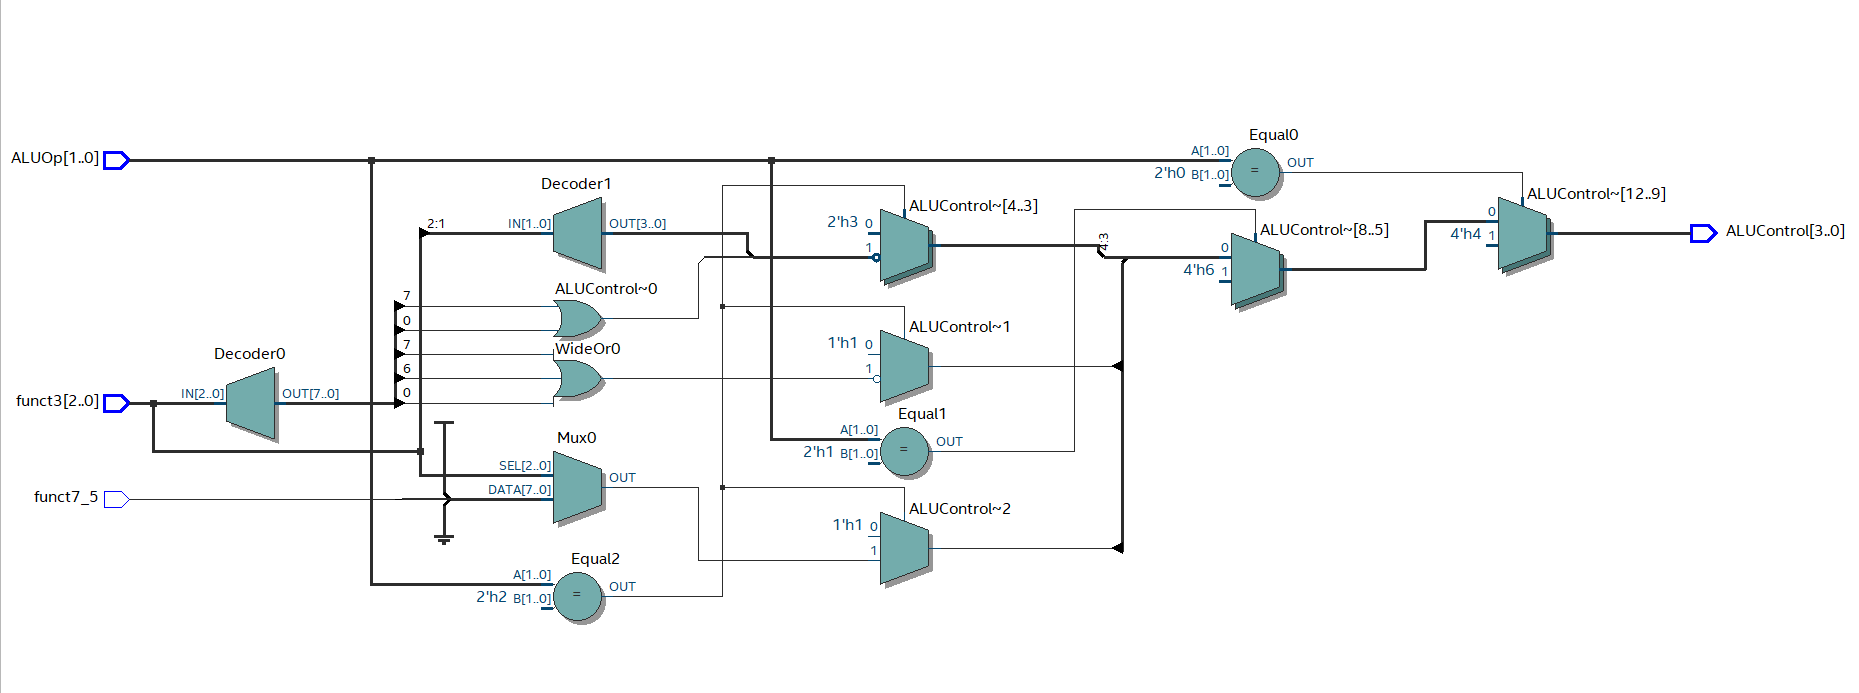 ALUOp[1..0]
funct3[2..0]
funct7_5
Decoder0
IN[2..0]
OUT[7..0]
2:1
7
0
7
6
0
Decoder1
IN[1..0]
OUT[3..0]
ALUControl~0
WideOr0
Mux0
SEL[2..0]
DATA[7..0]
OUT
Equal2
A[1..0]
2'h2 B[1..0]
=
OUT
ALUControl~[4..3]
2'h3 0
1
ALUControl~1
1'h1 0
1
Equal1
A[1..0]
2'h1 B[1..0]
=
OUT
ALUControl~2
1'h1 0
1
4:3
Equal0
A[1..0]
2'h0 B[1..0]
=
OUT
ALUControl~[8..5]
0
4'h6 1
ALUControl~[12..9]
0
4'h4 1
ALUControl[3..0]